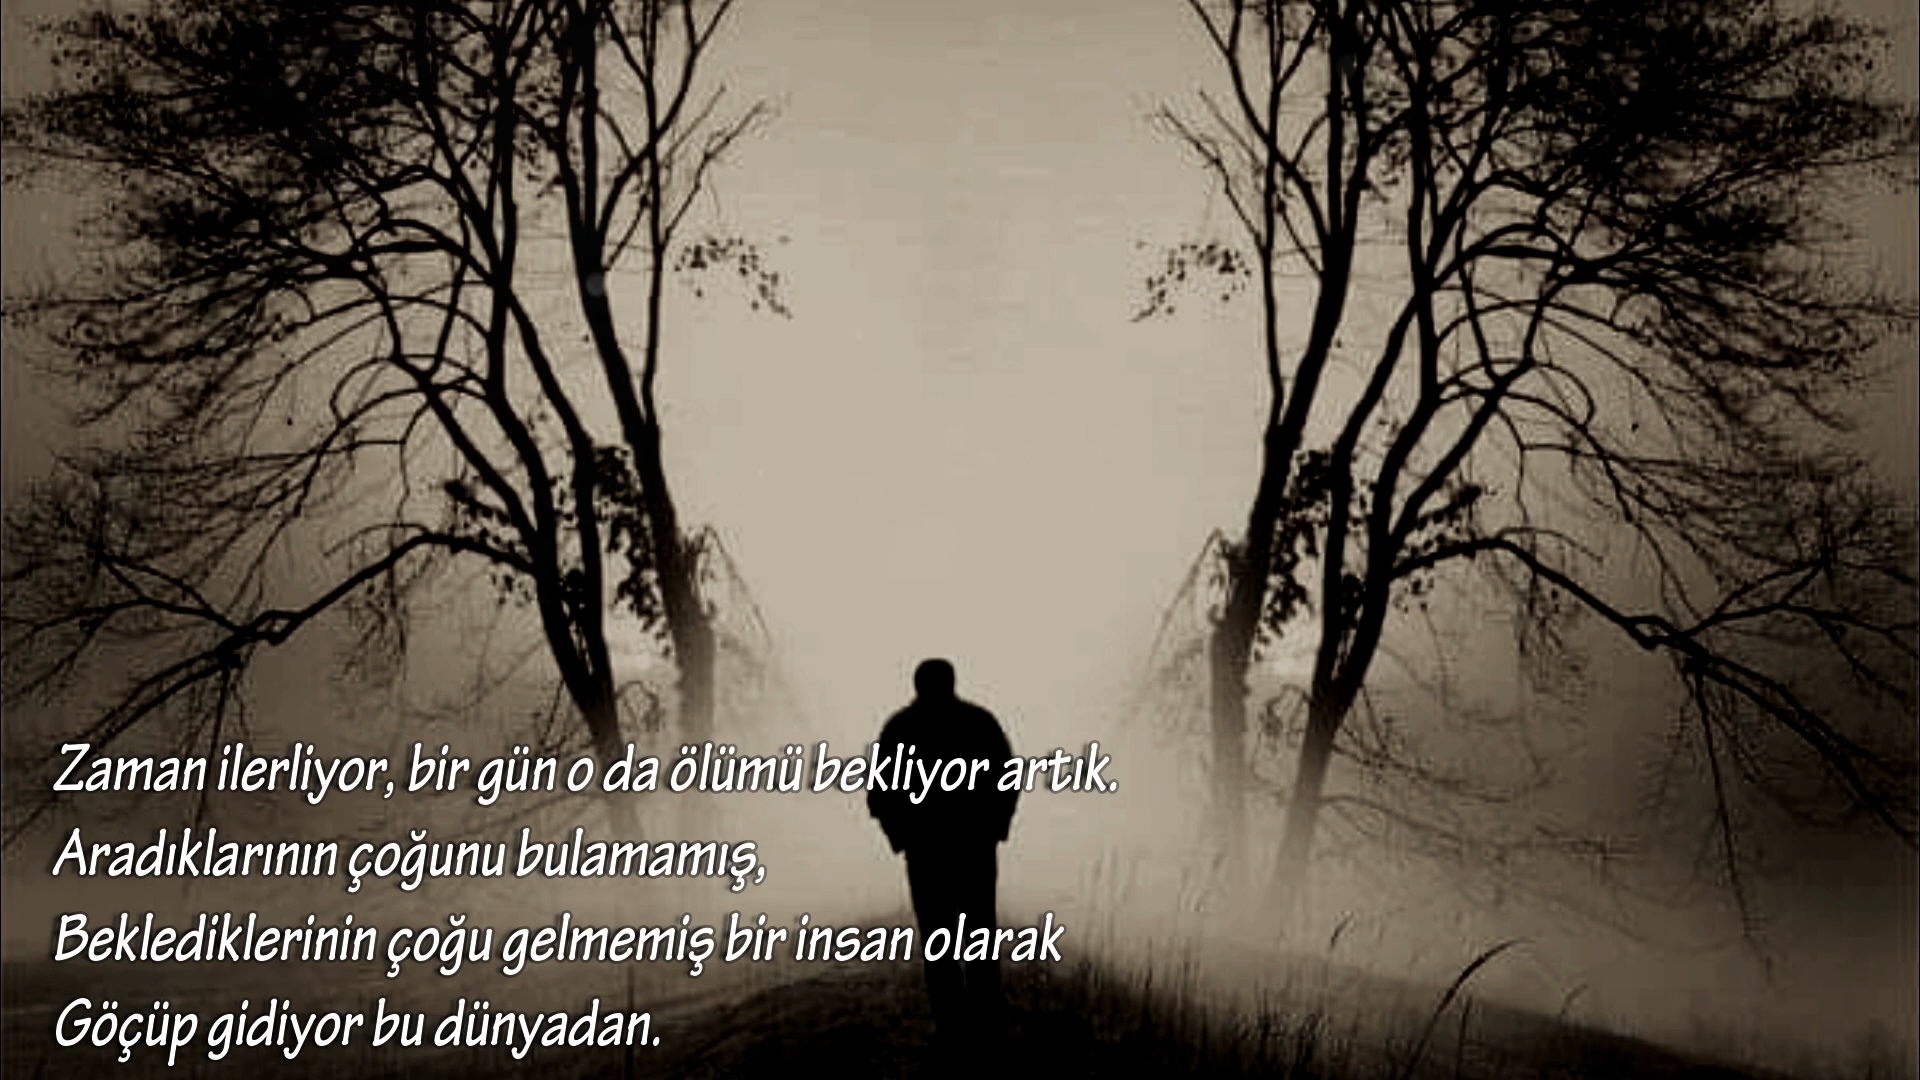 Zaman ilerliyor, bir gün o da ölümü bekliyor artık.
Aradıklarının çoğunu bulamamış,
Beklediklerinin çoğu gelmemiş bir insan olarak
Göçüp gidiyor bu dünyadan.